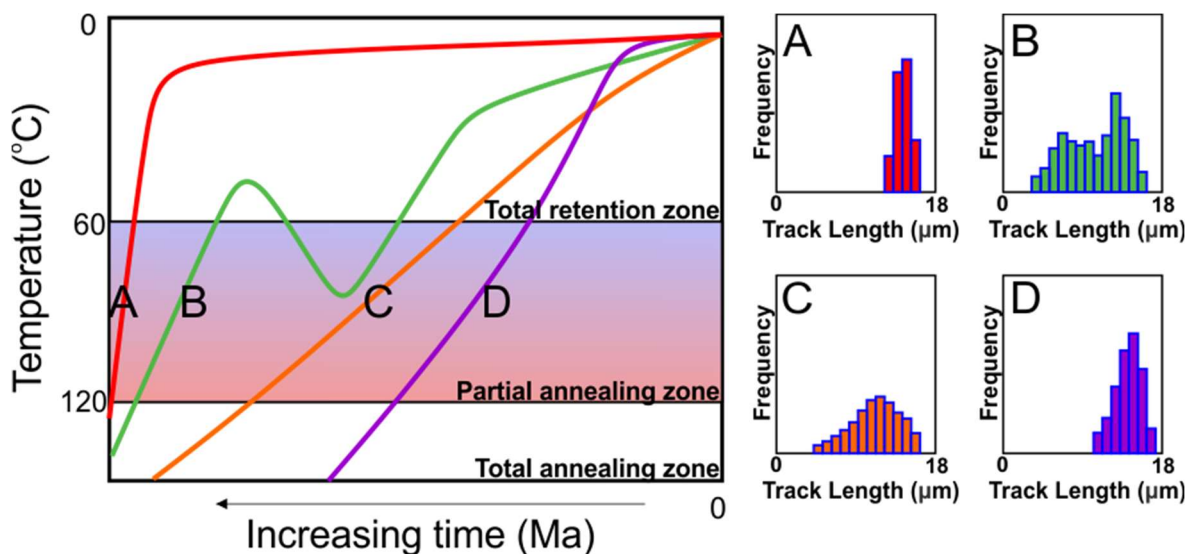 0
Temperature (°C)
60
120
A
B
C
D
Total retention zone
Partial annealing zone
Total annealing zone
0
Increasing time (Ma)
A
Frequency
0
18
Track Length (μm)
B
Frequency
0
18
Track Length (μm)
C
Frequency
0
18
Track Length (μm)
D
Frequency
0
18
Track Length (μm)